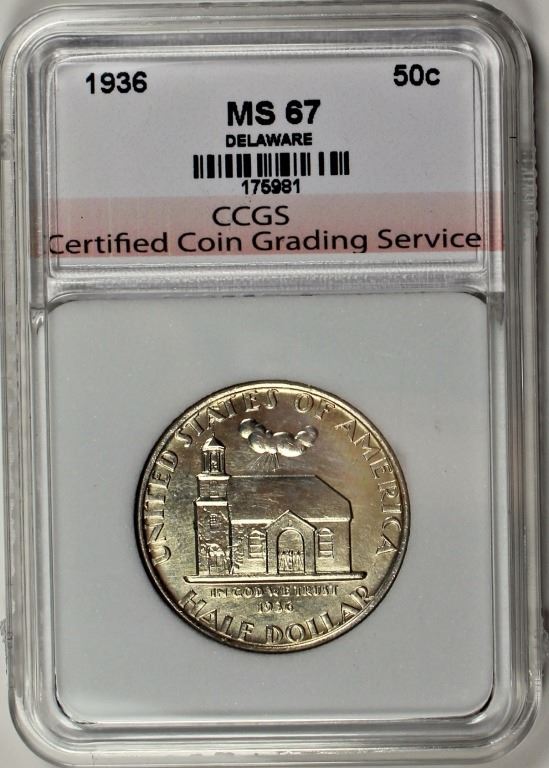 1936 50c
MS 67
DELAWARE
175981
CCGS
Certified Coin Grading Service
UNITED STATES OF AMERICA
IN GOD WE TRUST
1936
HALF DOLLAR